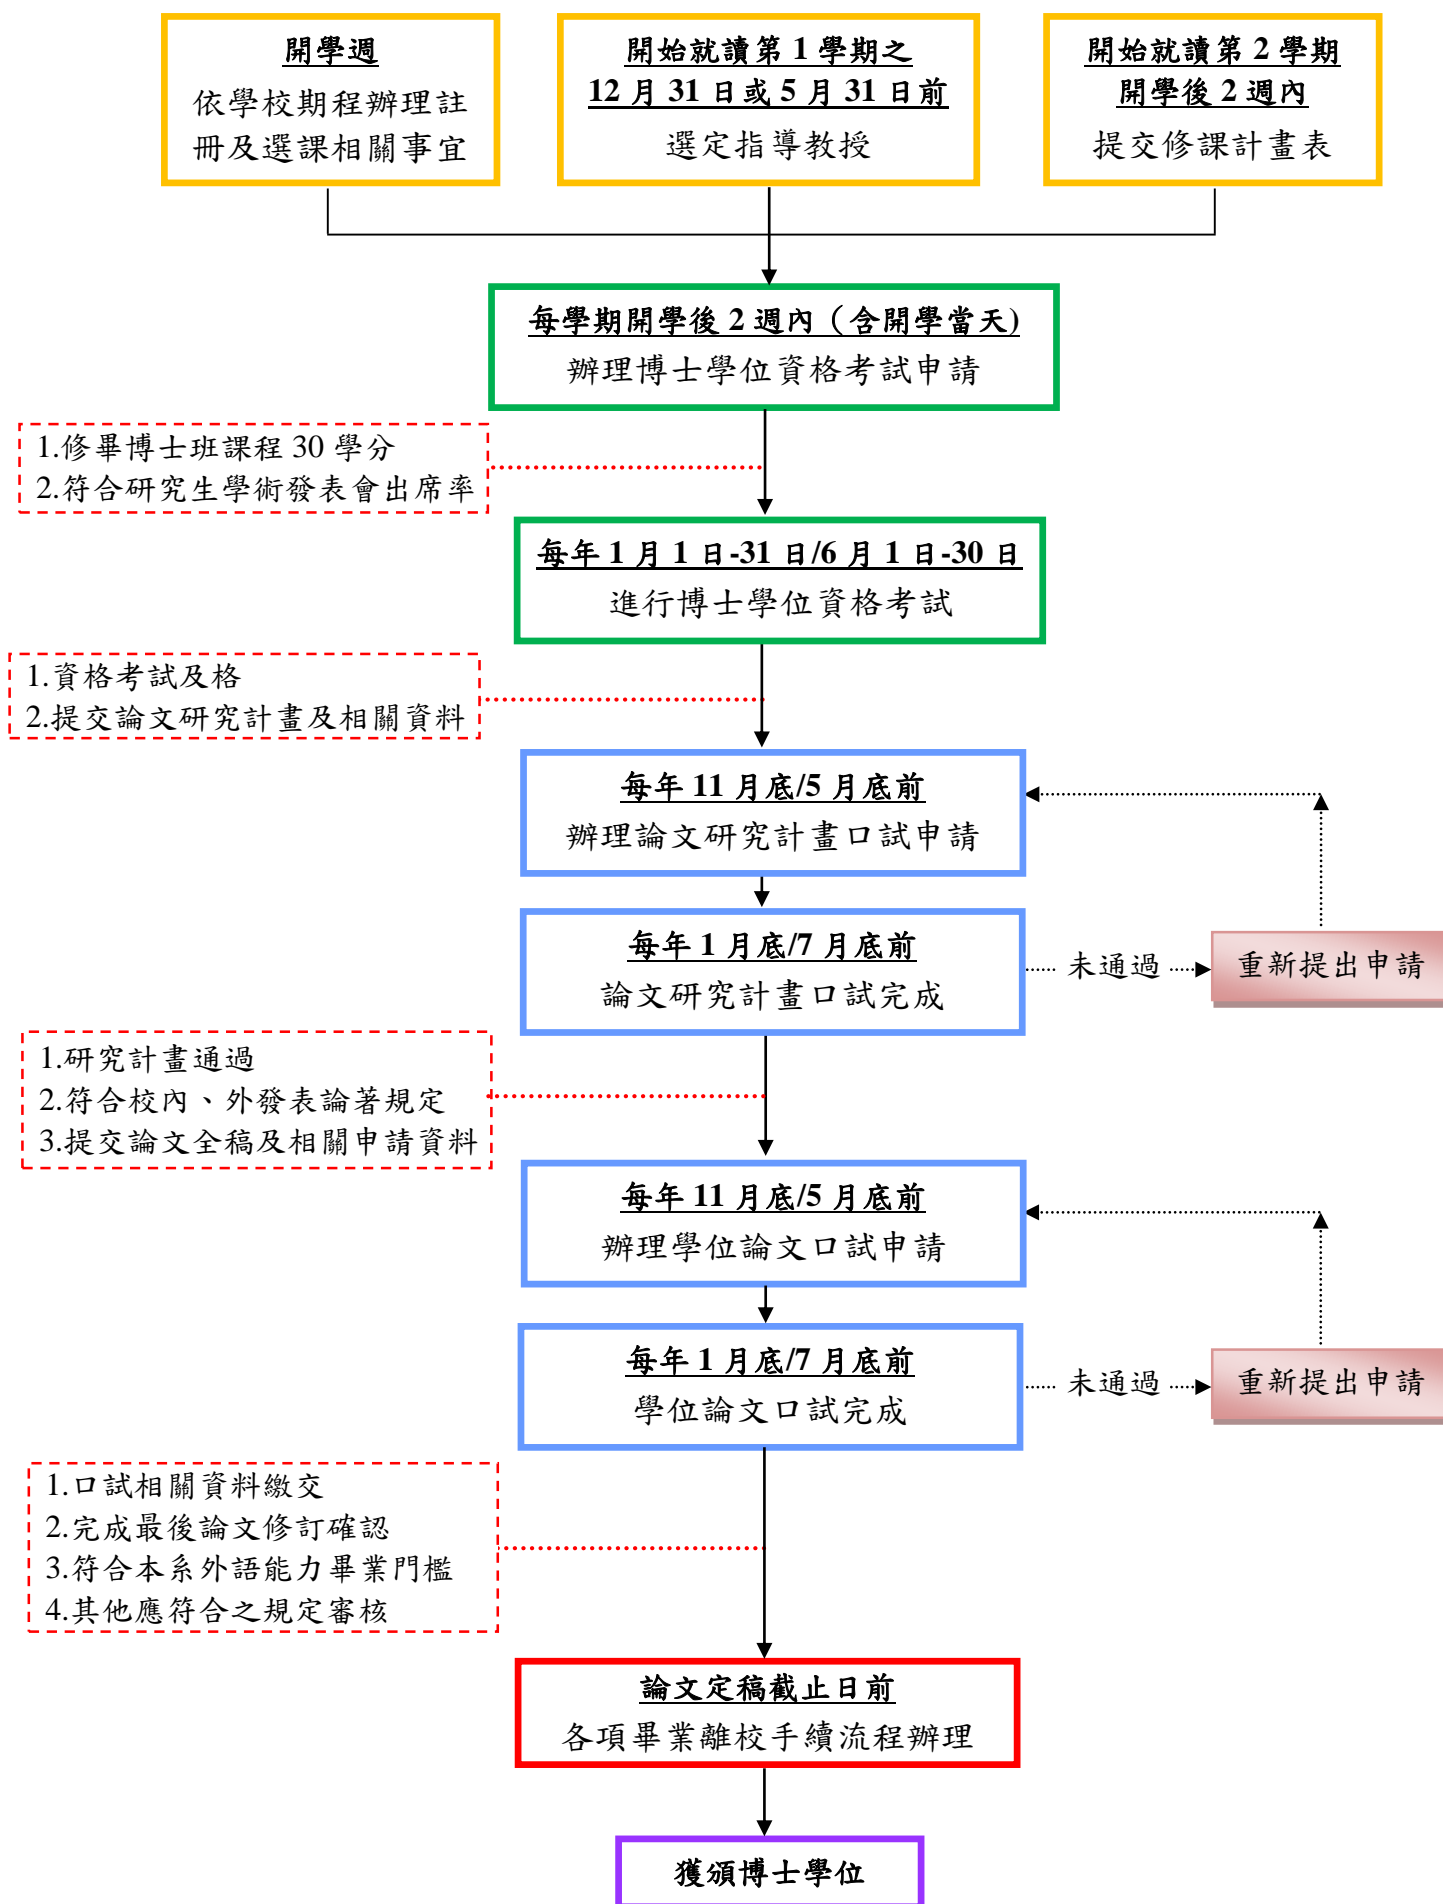 開學週
依學校期程辦理註
冊及選課相關事宜
開始就讀第 1 學期之
12 月 31 日或 5 月 31 日前
選定指導教授
開始就讀第 2 學期
開學後 2 週內
提交修課計畫表
每學期開學後 2 週內（含開學當天)
辦理博士學位資格考試申請
1.修畢博士班課程 30 學分
2.符合研究生學術發表會出席率
每年 1 月 1 日-31 日/6 月 1 日-30 日
進行博士學位資格考試
1.資格考試及格
2.提交論文研究計畫及相關資料
每年 11 月底/5 月底前
辦理論文研究計畫口試申請
每年 1 月底/7 月底前
論文研究計畫口試完成
未通過
重新提出申請
1.研究計畫通過
2.符合校內、外發表論著規定
3.提交論文全稿及相關申請資料
每年 11 月底/5 月底前
辦理學位論文口試申請
每年 1 月底/7 月底前
學位論文口試完成
未通過
重新提出申請
1.口試相關資料繳交
2.完成最後論文修訂確認
3.符合本系外語能力畢業門檻
4.其他應符合之規定審核
論文定稿截止日前
各項畢業離校手續流程辦理
獲頒博士學位